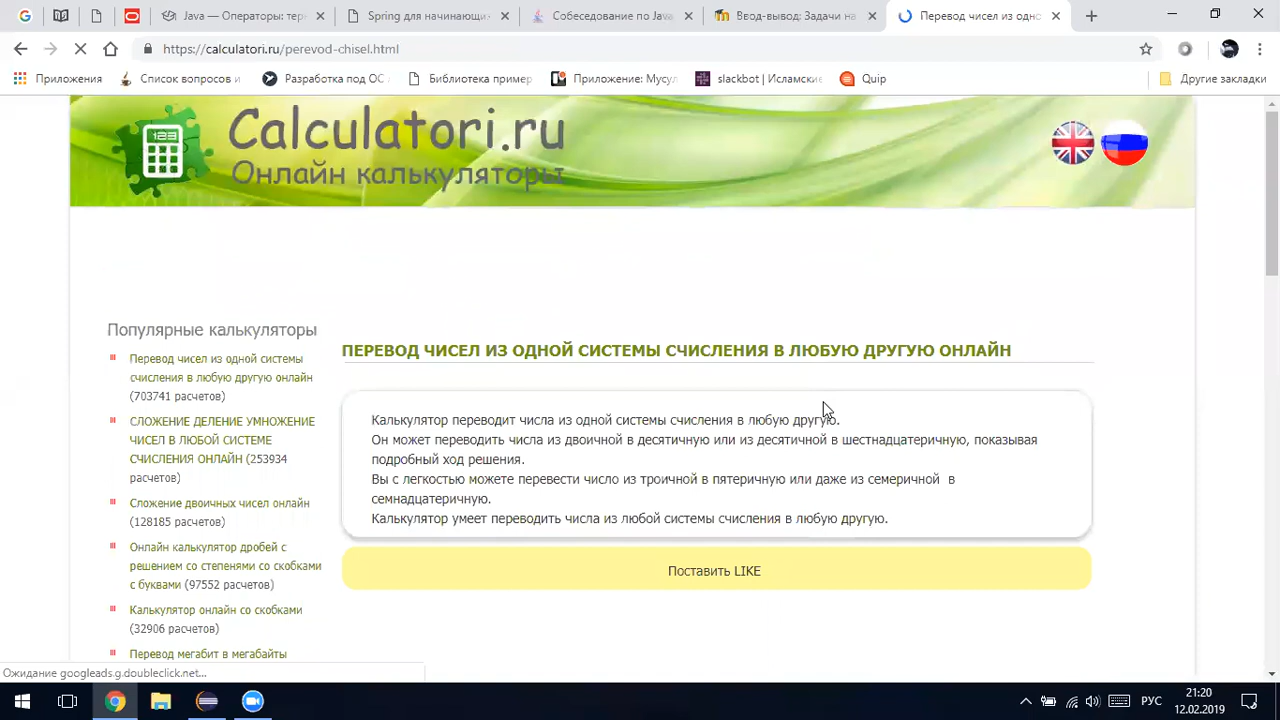 Java — Операторы: тер
Spring для начинающи
Собеседование по Java
Ввод-вывод: Задачи на
Перевод чисел из одно
https://calculatori.ru/perevod-chisel.html
Приложения
Список вопросов и
Разработка под ОС
Библиотека пример
Приложение: Мусул
slackbot | Исламские
Quip
Другие закладки
Calculatori.ru
Онлайн калькуляторы
Популярные калькуляторы
Перевод чисел из одной системы
счисления в любую другую онлайн
(703741 расчетов)
СЛОЖЕНИЕ ДЕЛЕНИЕ УМНОЖЕНИЕ
ЧИСЕЛ В ЛЮБОЙ СИСТЕМЕ
СЧИСЛЕНИЯ ОНЛАЙН (253934
расчетов)
Сложение двоичных чисел онлайн
(128185 расчетов)
Онлайн калькулятор дробей с
решением со степенями со скобками
с буквами (97552 расчетов)
Калькулятор онлайн со скобками
(32906 расчетов)
Перевод мегабит в мегабайты
ПЕРЕВОД ЧИСЕЛ ИЗ ОДНОЙ СИСТЕМЫ СЧИСЛЕНИЯ В ЛЮБУЮ ДРУГУЮ ОНЛАЙН
Калькулятор переводит числа из одной системы счисления в любую другую.
Он может переводить числа из двоичной в десятичную или из десятичной в шестнадцатеричную, показывая
подробный ход решения.
Вы с легкостью можете перевести число из троичной в пятеричную или даже из семеричной в
семнадцатеричную.
Калькулятор умеет переводить числа из любой системы счисления в любую другую.
Поставить LIKE
Ожидание googleads.g.doubleclick.net...
РУС
21:20
12.02.2019